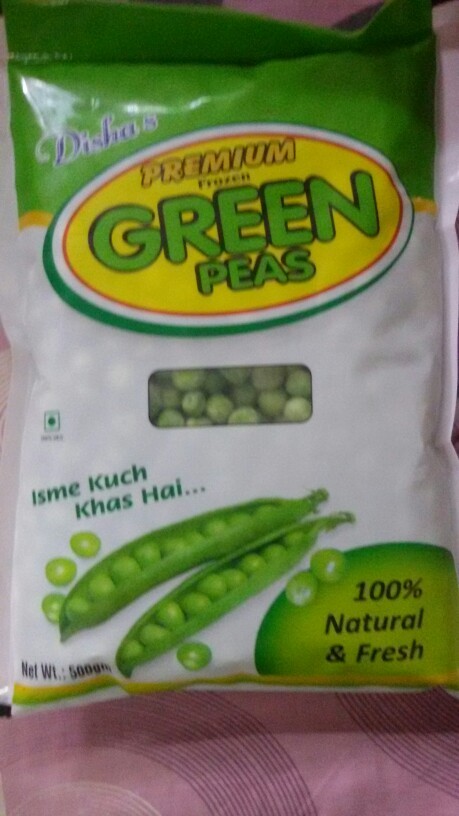 Disha's
PREMIUM
Frozen
GREEN
PEAS
Isme Kuch
Khas Hai...
100%
Natural
& Fresh
Net Wt.: 500gm